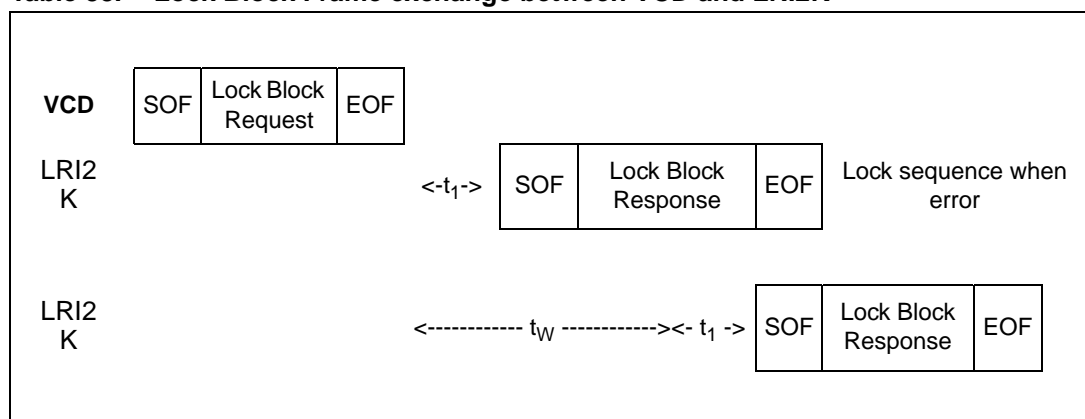 VCD SOF Lock Block Request EOF
LRI2
K
<-t1-> SOF Lock Block Response EOF Lock sequence when error
LRI2
K
<------------ tW ------------><- t1 -> SOF Lock Block Response EOF